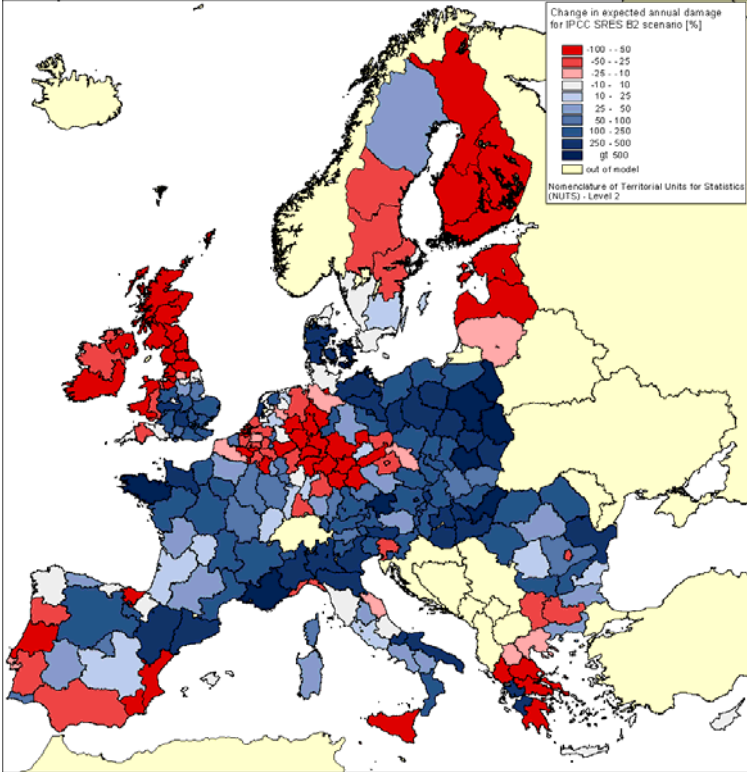 Change in expected annual damage
for IPCC SRES B2 scenario [%]
-100 - -50
-50 - -25
-25 - -10
-10 - 10
10 - 25
25 - 50
50 - 100
100 - 250
250 - 500
gt 500
out of model
Nomenclature of Territorial Units for Statistics
(NUTS) - Level 2